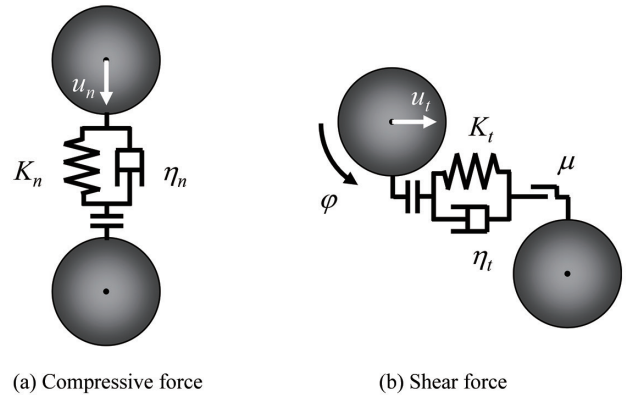 u_n
K_n
η_n
u_t
K_t
μ
φ
η_t
(a) Compressive force
(b) Shear force